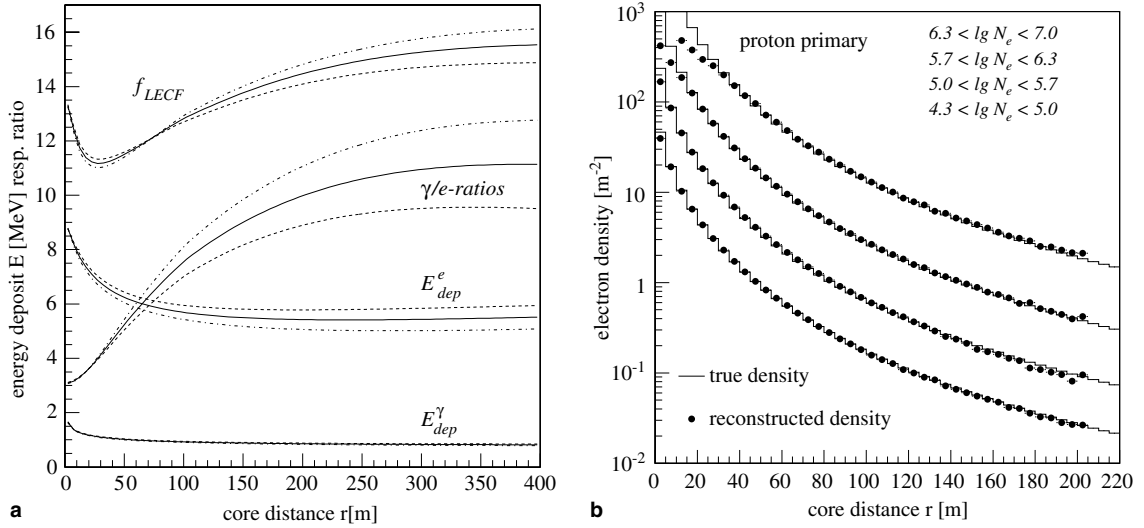 energy deposit E [MeV] resp. ratio
16
14
12
10
8
6
4
2
0
f_LECF
γ/e-ratios
E^e_dep
E^γ_dep
0 50 100 150 200 250 300 350 400
core distance r[m]
a
electron density [m^-2]
10^3
10^2
10
1
10^-1
10^-2
proton primary
6.3 < lg N_e < 7.0
5.7 < lg N_e < 6.3
5.0 < lg N_e < 5.7
4.3 < lg N_e < 5.0
true density
reconstructed density
0 20 40 60 80 100 120 140 160 180 200 220
core distance r [m]
b